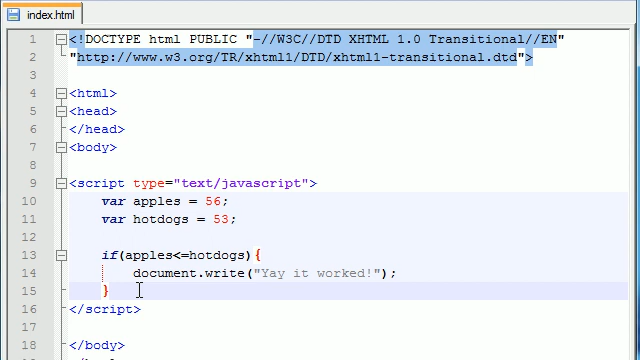 index.html
1 <!DOCTYPE html PUBLIC "-//W3C//DTD XHTML 1.0 Transitional//EN"
2 "http://www.w3.org/TR/xhtml1/DTD/xhtml1-transitional.dtd">
3
4 <html>
5 <head>
6 </head>
7 <body>
8
9 <script type="text/javascript">
10 var apples = 56;
11 var hotdogs = 53;
12
13 if(apples<=hotdogs){
14 document.write("Yay it worked!");
15 }
16 </script>
17
18 </body>